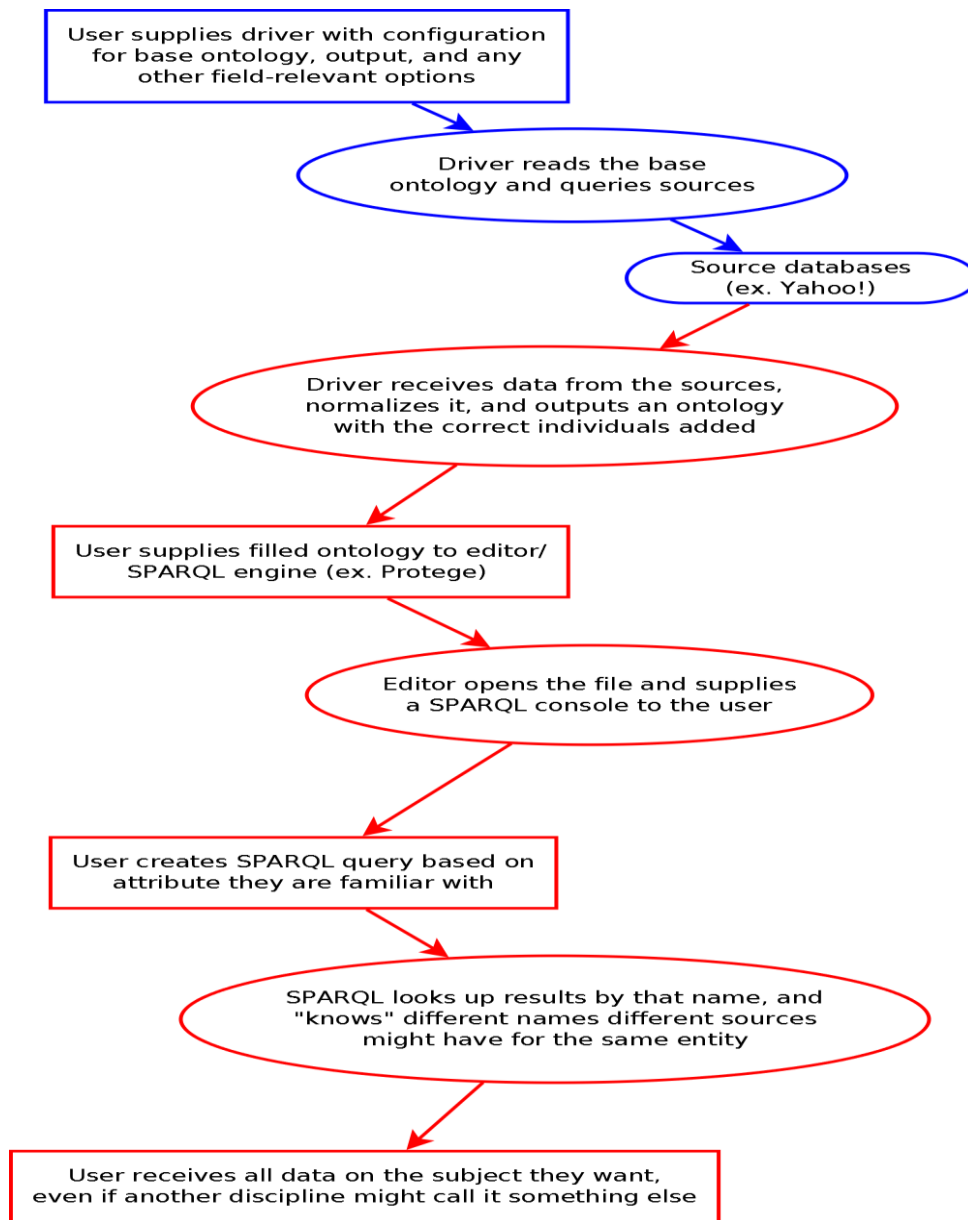 User supplies driver with configuration
for base ontology, output, and any
other field-relevant options
Driver reads the base
ontology and queries sources
Source databases
(ex. Yahoo!)
Driver receives data from the sources,
normalizes it, and outputs an ontology
with the correct individuals added
User supplies filled ontology to editor/
SPARQL engine (ex. Protege)
Editor opens the file and supplies
a SPARQL console to the user
User creates SPARQL query based on
attribute they are familiar with
SPARQL looks up results by that name, and
"knows" different names different sources
might have for the same entity
User receives all data on the subject they want,
even if another discipline might call it something else